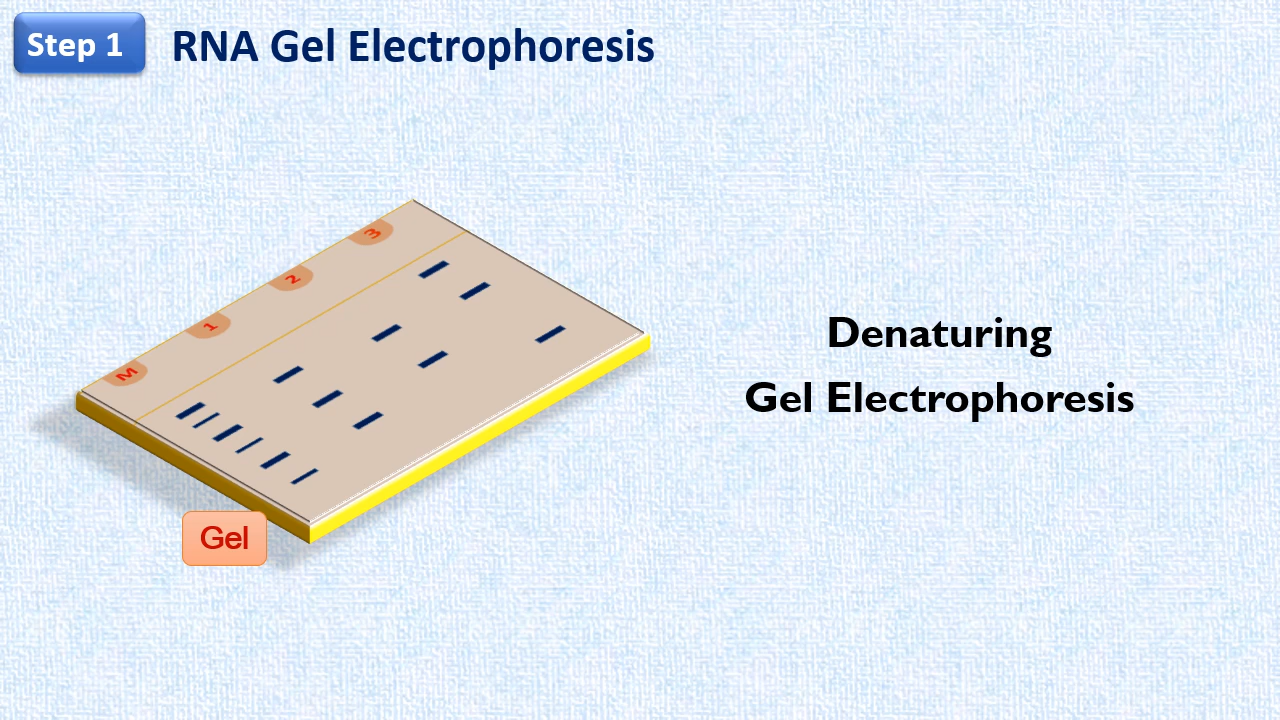 Step 1
RNA Gel Electrophoresis
3
2
1
M
Denaturing
Gel Electrophoresis
Gel